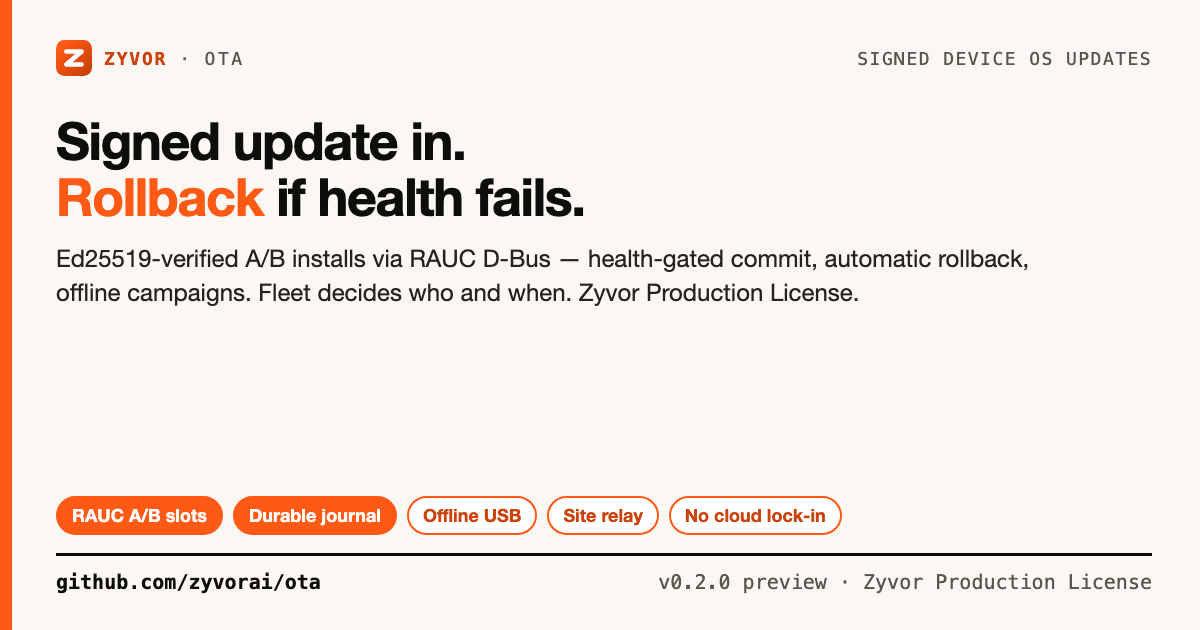 Z ZYVOR · OTA
SIGNED DEVICE OS UPDATES
Signed update in.
Rollback if health fails.
Ed25519-verified A/B installs via RAUC D-Bus — health-gated commit, automatic rollback,
offline campaigns. Fleet decides who and when. Zyvor Production License.
RAUC A/B slots
Durable journal
Offline USB
Site relay
No cloud lock-in
github.com/zyvorai/ota
v0.2.0 preview · Zyvor Production License